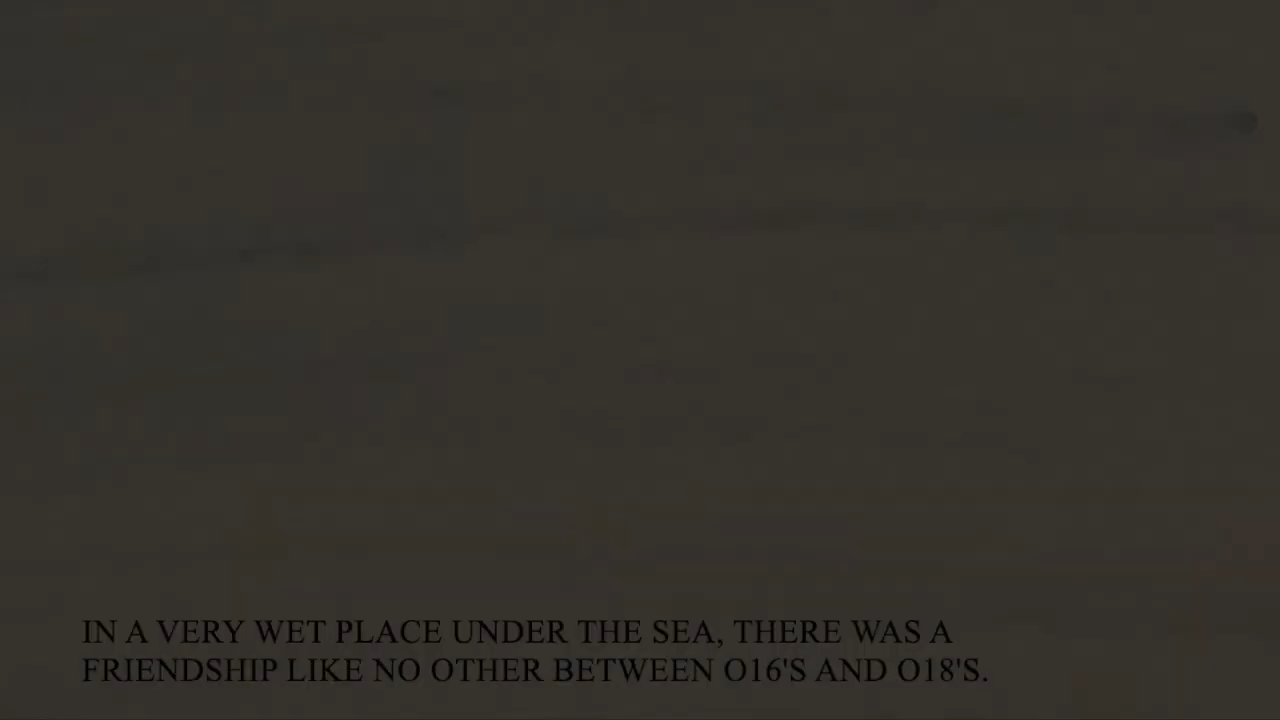 IN A VERY WET PLACE UNDER THE SEA, THERE WAS A
FRIENDSHIP LIKE NO OTHER BETWEEN O16'S AND O18'S.